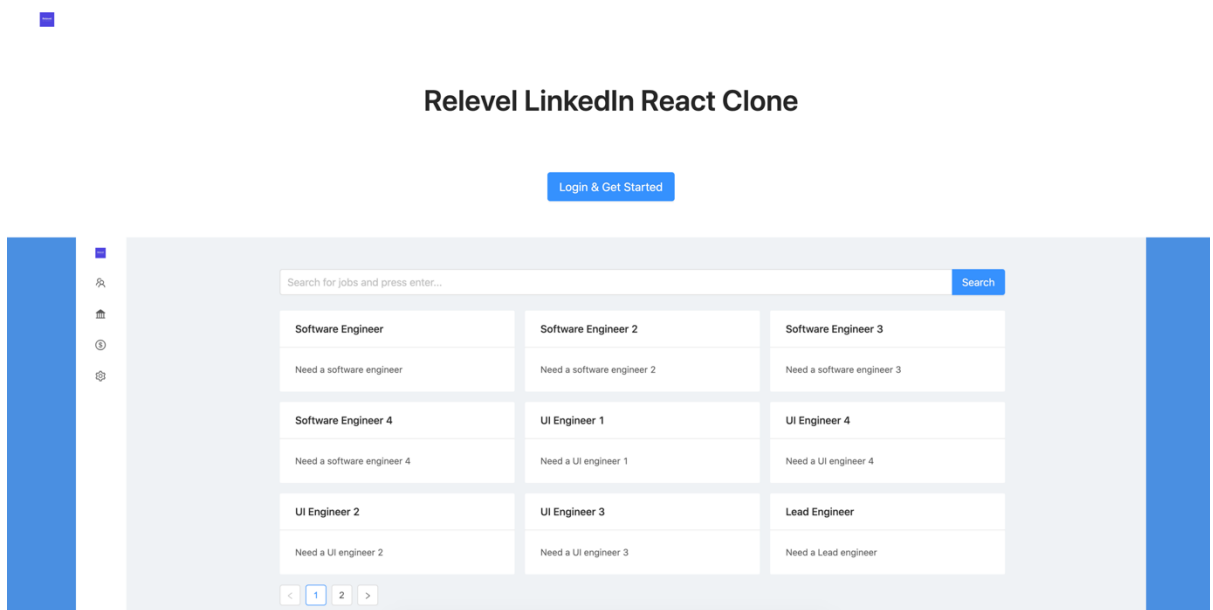 Relevel LinkedIn React Clone
Login & Get Started
Search for jobs and press enter... Search
Software Engineer Software Engineer 2 Software Engineer 3
Need a software engineer Need a software engineer 2 Need a software engineer 3
Software Engineer 4 UI Engineer 1 UI Engineer 4
Need a software engineer 4 Need a UI engineer 1 Need a UI engineer 4
UI Engineer 2 UI Engineer 3 Lead Engineer
Need a UI engineer 2 Need a UI engineer 3 Need a Lead engineer
< 1 2 >